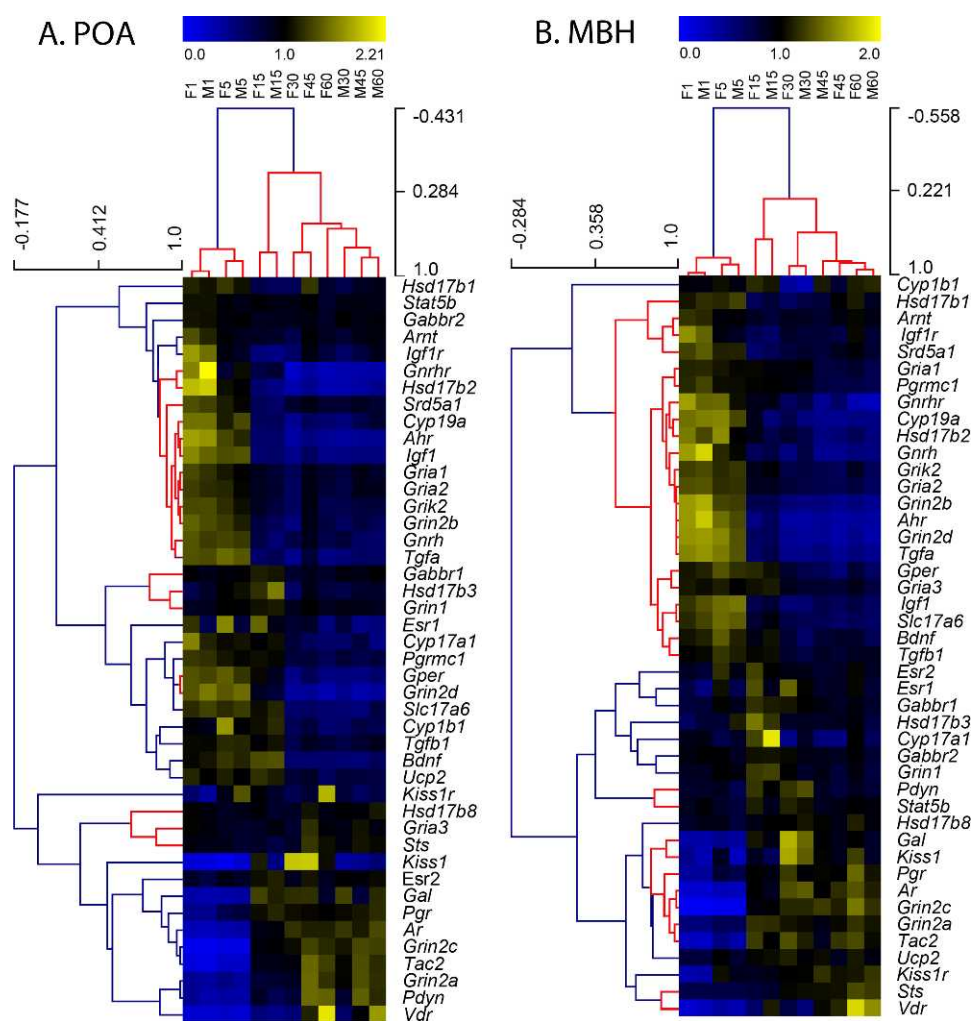 A. POA
0.0 1.0 2.21
F1 M1 F5 M5 F15 M15 F30 F45 F60 M30 M45 M60
-0.431
0.284
1.0
-0.177 0.412 1.0
Hsd17b1
Stat5b
Gabbr2
Arnt
Igf1r
Gnrhr
Hsd17b2
Srd5a1
Cyp19a
Ahr
Igf1
Gria1
Gria2
Grik2
Grin2b
Gnrh
Tgfa
Gabbr1
Hsd17b3
Grin1
Esr1
Cyp17a1
Pgrmc1
Gper
Grin2d
Slc17a6
Cyp1b1
Tgfb1
Bdnf
Ucp2
Kiss1r
Hsd17b8
Gria3
Sts
Kiss1
Esr2
Gal
Pgr
Ar
Grin2c
Tac2
Grin2a
Pdyn
Vdr
B. MBH
0.0 1.0 2.0
F1 M1 F5 M5 F15 M15 F30 M30 M45 F45 F60 M60
-0.558
0.221
1.0
-0.284 0.358 1.0
Cyp1b1
Hsd17b1
Arnt
Igf1r
Srd5a1
Gria1
Pgrmc1
Gnrhr
Cyp19a
Hsd17b2
Gnrh
Grik2
Gria2
Grin2b
Ahr
Grin2d
Tgfa
Gper
Gria3
Igf1
Slc17a6
Bdnf
Tgfb1
Esr2
Esr1
Gabbr1
Hsd17b3
Cyp17a1
Gabbr2
Grin1
Pdyn
Stat5b
Hsd17b8
Gal
Kiss1
Pgr
Ar
Grin2c
Grin2a
Tac2
Ucp2
Kiss1r
Sts
Vdr